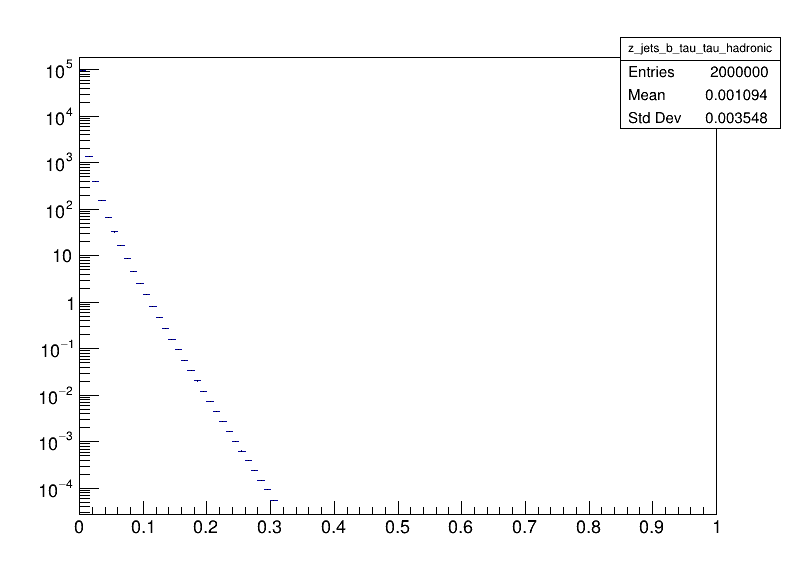 z_jets_b_tau_tau_hadronic
Entries 2000000
Mean 0.001094
Std Dev 0.003548
10^5
10^4
10^3
10^2
10
1
10^−1
10^−2
10^−3
10^−4
0 0.1 0.2 0.3 0.4 0.5 0.6 0.7 0.8 0.9 1